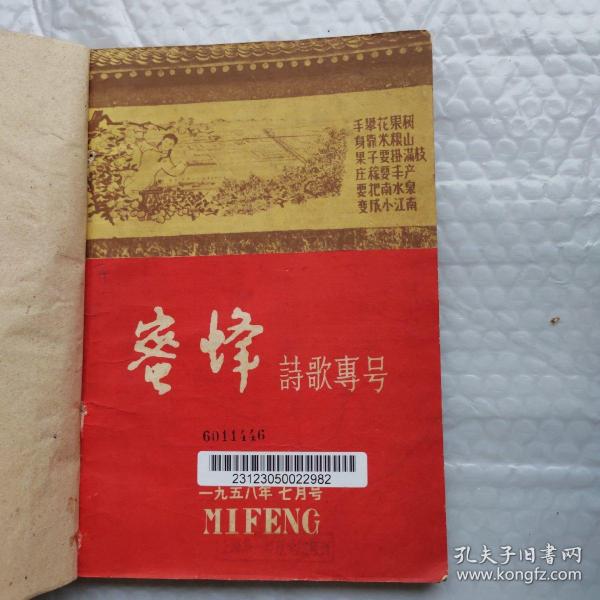 手攀花果树
身靠米粮山
果子要掛滿枝
庄稼要丰产
要把南水泉
变成小江南
蜜蜂 詩歌專号
6011446
23123050022982
一九五八年 七月号
MIFENG
孔夫子旧书网
www.kongfz.com